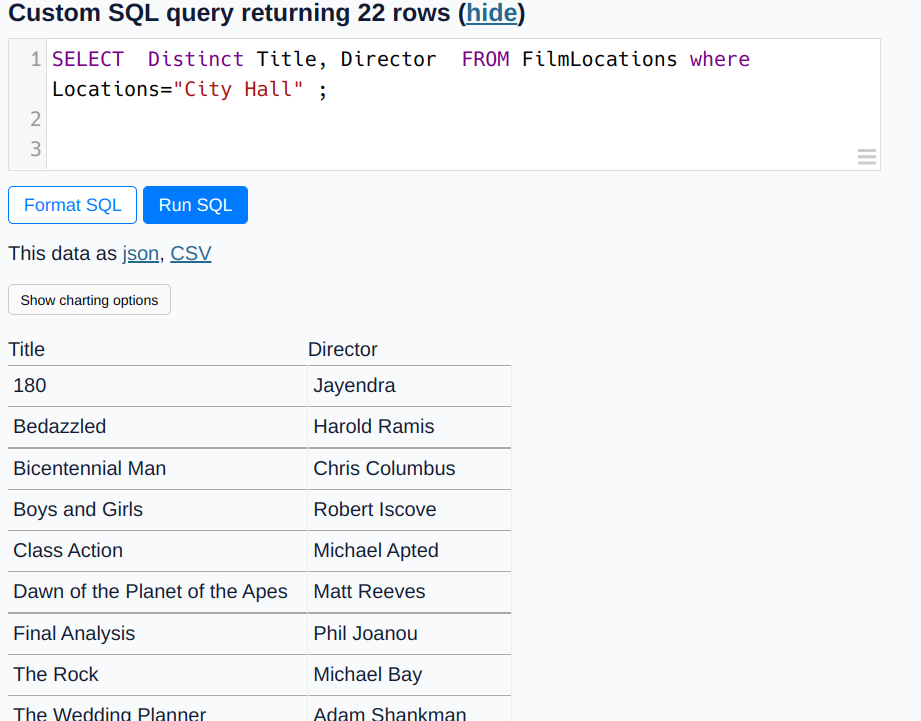 Custom SQL query returning 22 rows (hide)
1 SELECT  Distinct Title, Director  FROM FilmLocations where
Locations="City Hall" ;
2
3
Format SQL Run SQL
This data as json, CSV
Show charting options
Title Director
180 Jayendra
Bedazzled Harold Ramis
Bicentennial Man Chris Columbus
Boys and Girls Robert Iscove
Class Action Michael Apted
Dawn of the Planet of the Apes Matt Reeves
Final Analysis Phil Joanou
The Rock Michael Bay
The Wedding Planner Adam Shankman